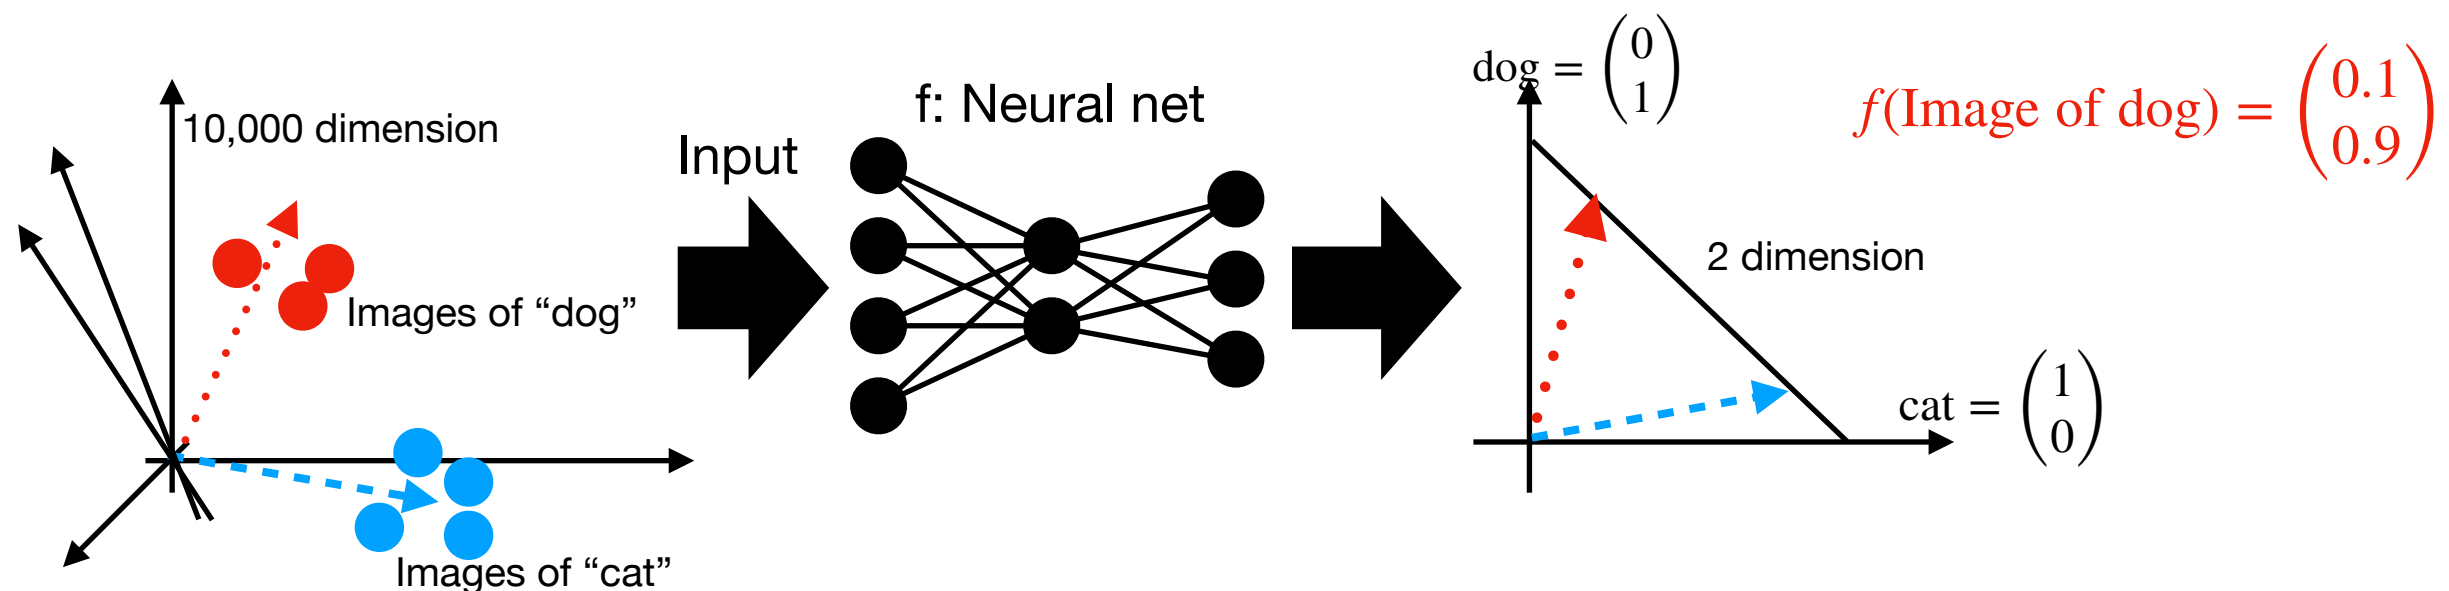 10,000 dimension
Images of “dog”
Images of “cat”
Input
f: Neural net
dog = (0 1)
2 dimension
cat = (1 0)
f(Image of dog) = (0.1 0.9)